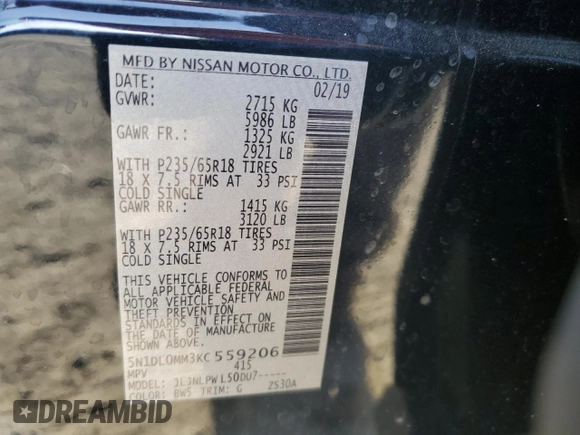 MFD BY NISSAN MOTOR CO., LTD.
DATE: 02/19
GVWR: 2715 KG
5986 LB
GAWR FR.: 1325 KG
2921 LB
WITH P235/65R18 TIRES
18 X 7.5 RIMS AT 33 PSI
COLD SINGLE
GAWR RR.: 1415 KG
3120 LB
WITH P235/65R18 TIRES
18 X 7.5 RIMS AT 33 PSI
COLD SINGLE
THIS VEHICLE CONFORMS TO
ALL APPLICABLE FEDERAL
MOTOR VEHICLE SAFETY AND
THEFT PREVENTION
STANDARDS IN EFFECT ON
THE DATE OF MANUFACTURE
SHOWN ABOVE.
5N1DL0MM3KC559206
MPV 415
MODEL: JL3NLPWL50DU7-----
COLOR: BW5 TRIM: G ZS30A
DREAMBID